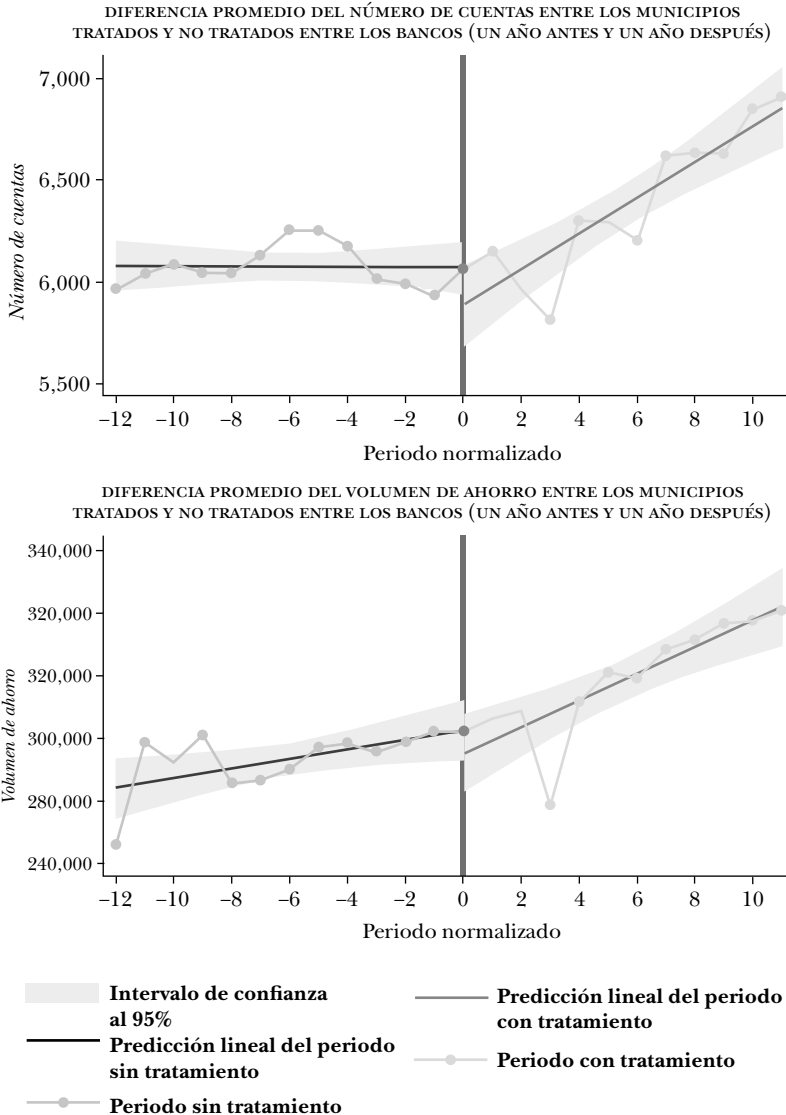 DIFERENCIA PROMEDIO DEL NÚMERO DE CUENTAS ENTRE LOS MUNICIPIOS
TRATADOS Y NO TRATADOS ENTRE LOS BANCOS (UN AÑO ANTES Y UN AÑO DESPUÉS)
7,000
6,500
6,000
5,500
Número de cuentas
–12 –10 –8 –6 –4 –2 0 2 4 6 8 10
Periodo normalizado
DIFERENCIA PROMEDIO DEL VOLUMEN DE AHORRO ENTRE LOS MUNICIPIOS
TRATADOS Y NO TRATADOS ENTRE LOS BANCOS (UN AÑO ANTES Y UN AÑO DESPUÉS)
340,000
320,000
320,000
300,000
280,000
240,000
Volumen de ahorro
–12 –10 –8 –6 –4 –2 0 2 4 6 8 10
Periodo normalizado
Intervalo de confianza
al 95%
Predicción lineal del periodo
sin tratamiento
Periodo sin tratamiento
Predicción lineal del periodo
con tratamiento
Periodo con tratamiento